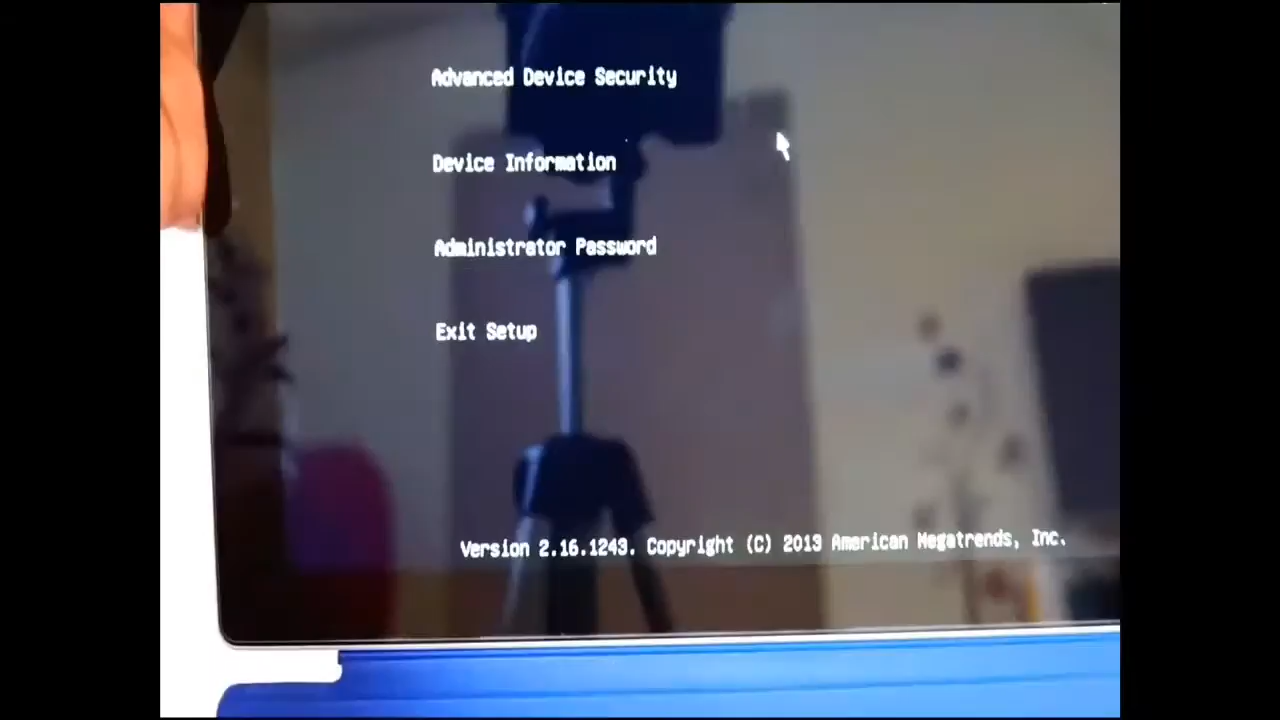 Advanced Device Security
Device Information
Administrator Password
Exit Setup
Version 2.16.1243. Copyright (C) 2013 American Megatrends, Inc.